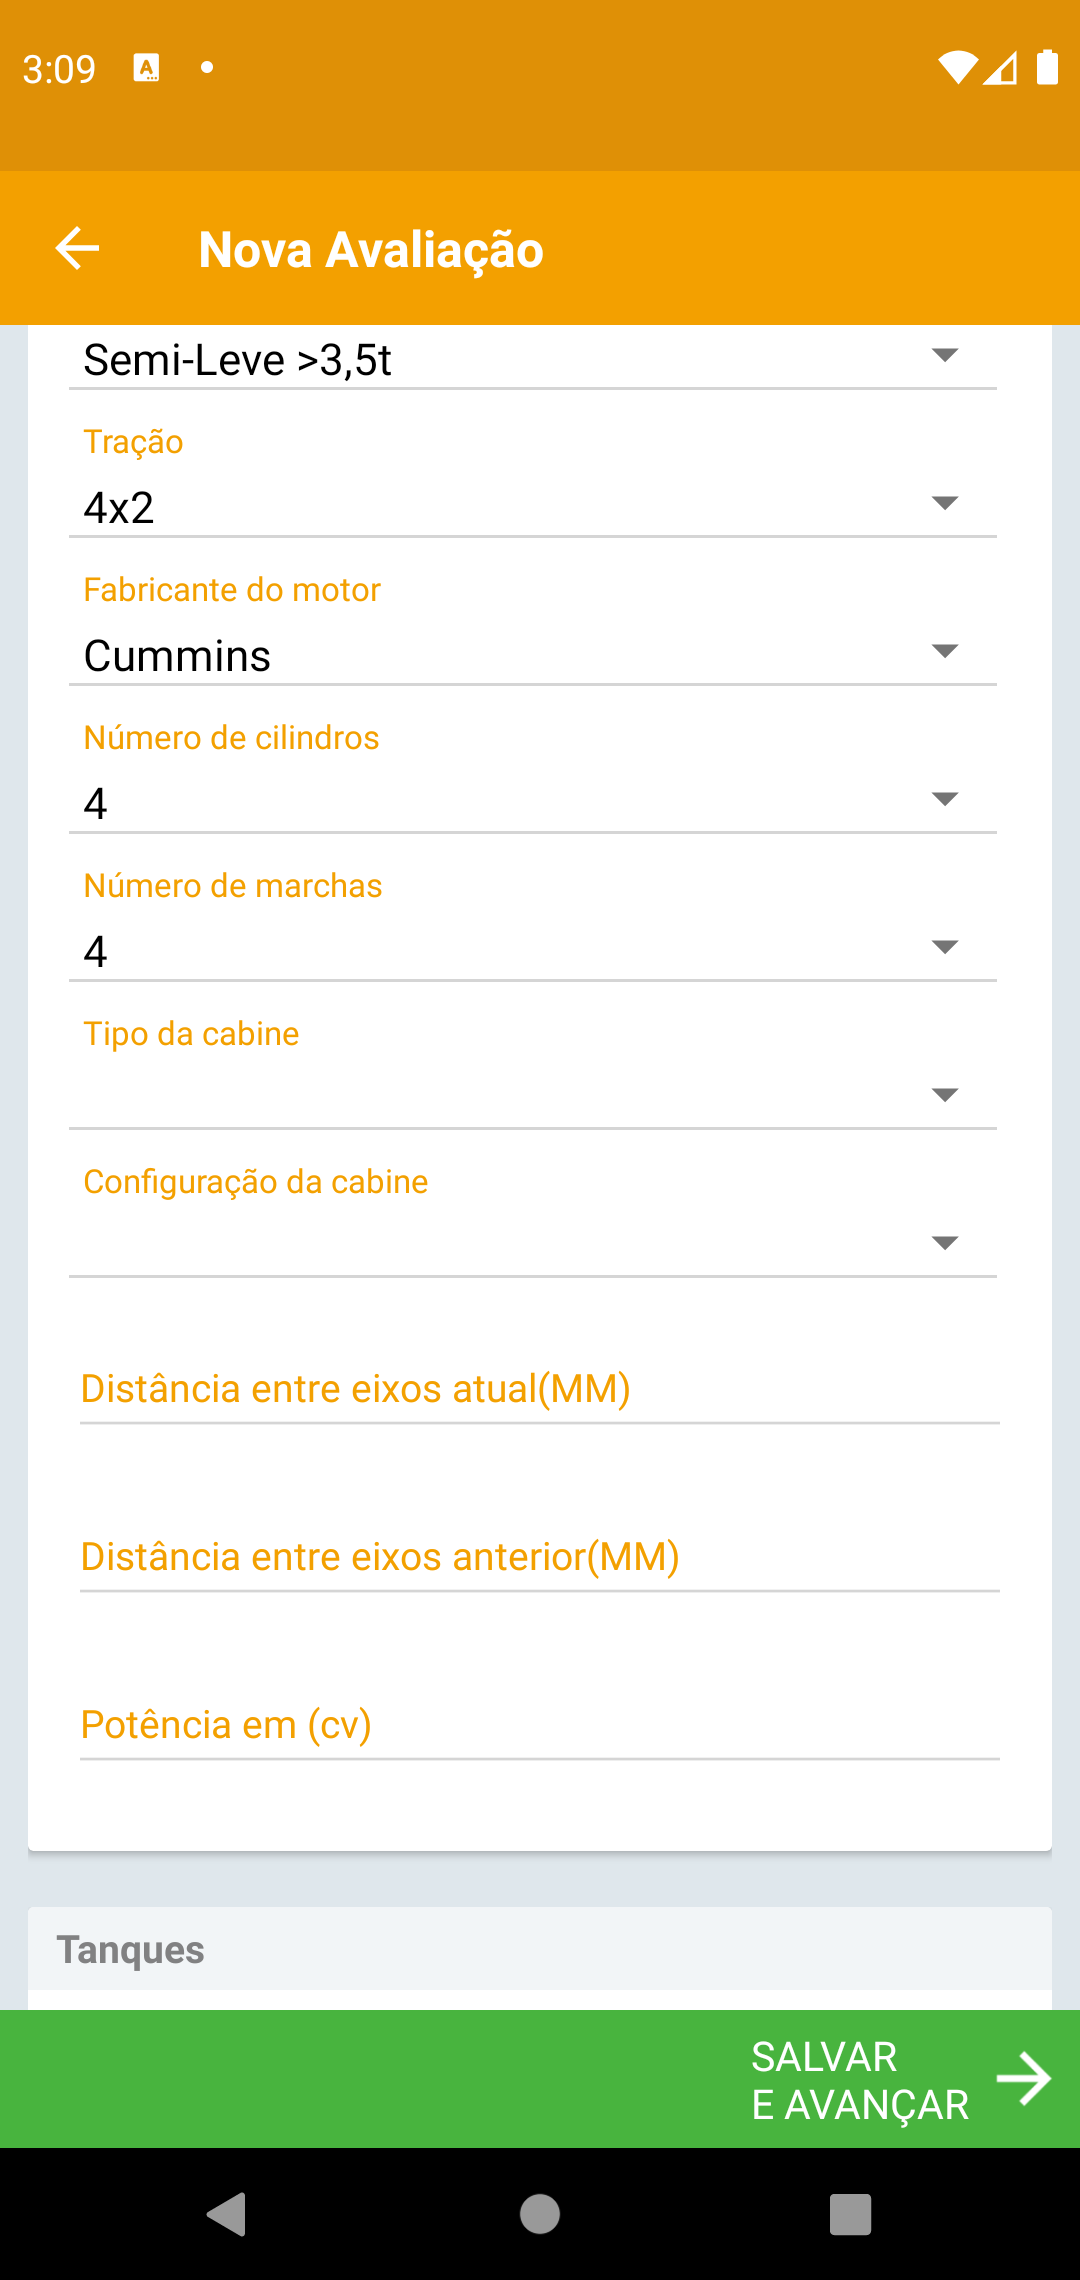 3:09
Nova Avaliação
Semi-Leve >3,5t
Tração
4x2
Fabricante do motor
Cummins
Número de cilindros
4
Número de marchas
4
Tipo da cabine
Configuração da cabine
Distância entre eixos atual(MM)
Distância entre eixos anterior(MM)
Potência em (cv)
Tanques
SALVAR
E AVANÇAR